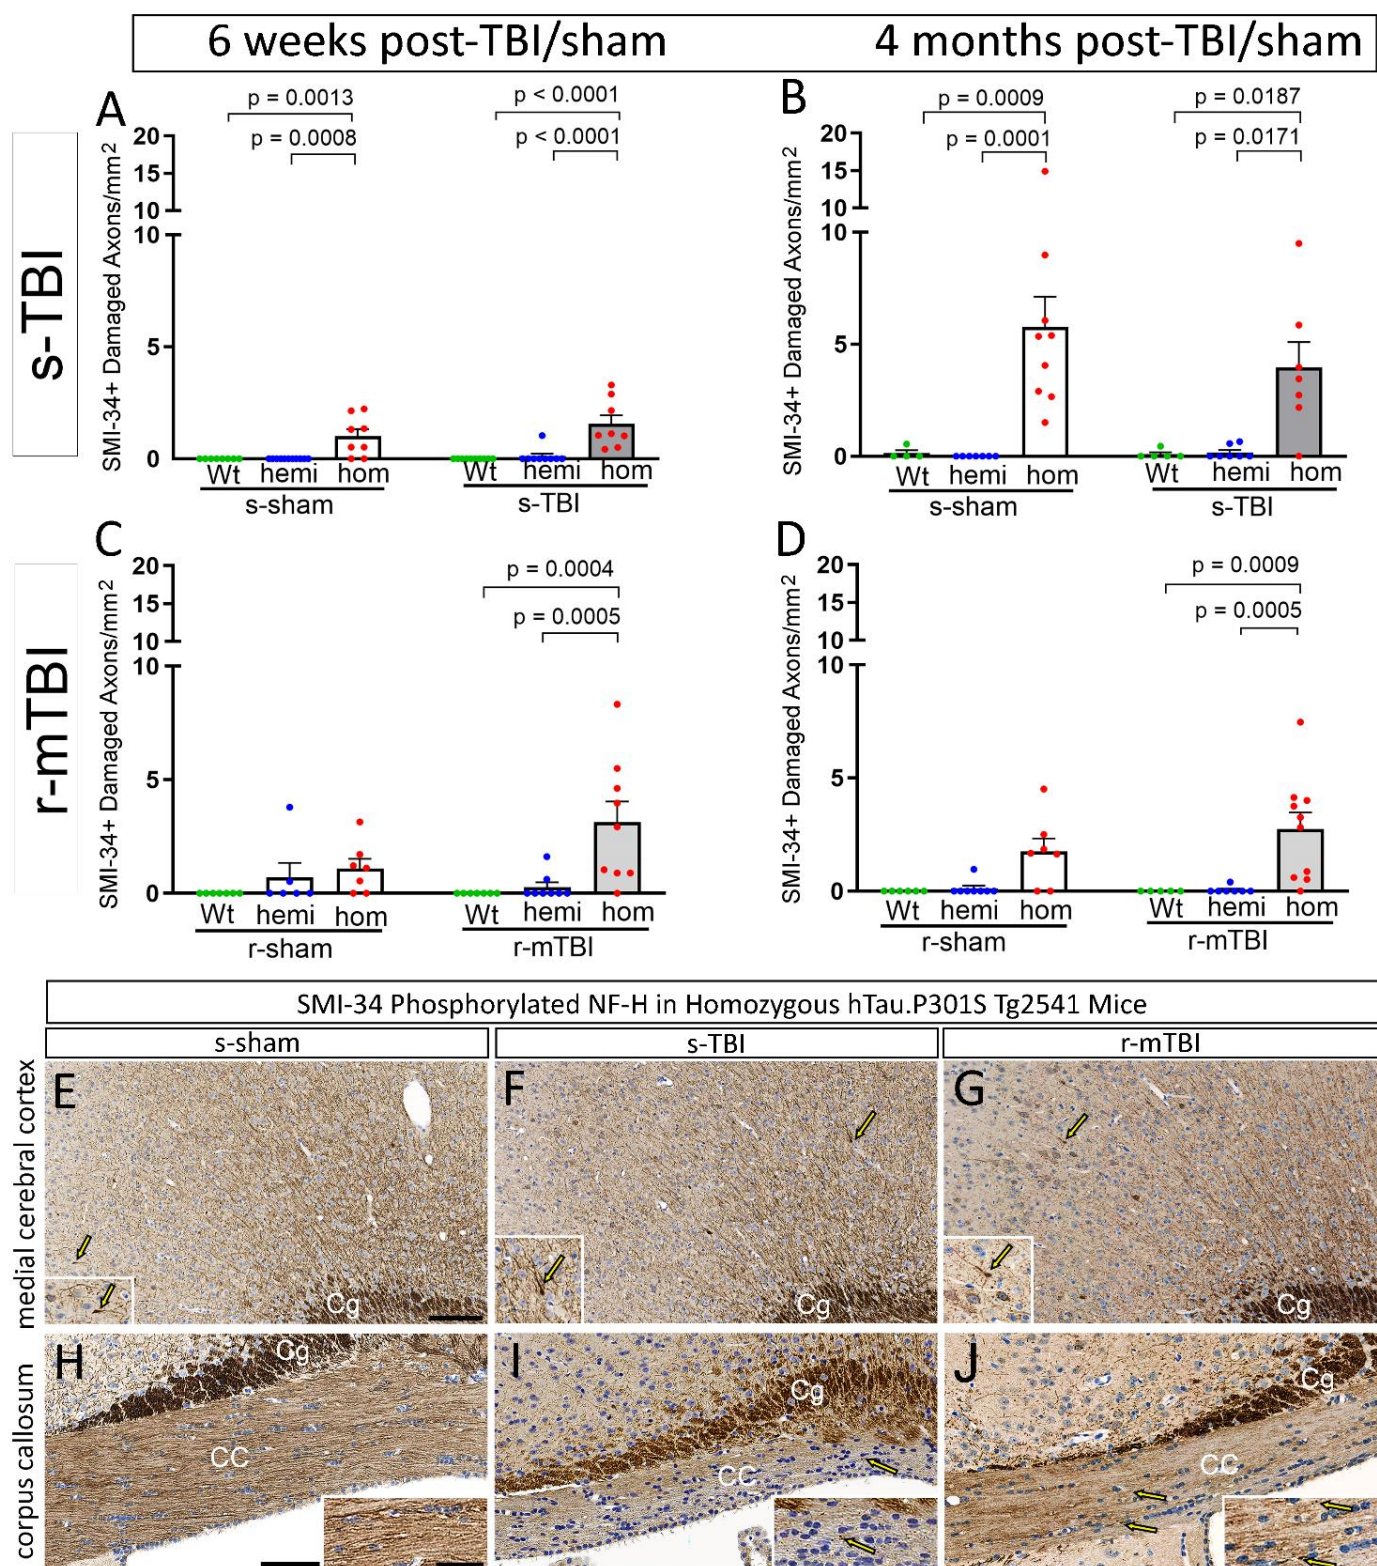 6 weeks post-TBI/sham
4 months post-TBI/sham
s-TBI
A
SMI-34+ Damaged Axons/mm2
20
15
10
10
5
0
p = 0.0013
p = 0.0008
p < 0.0001
p < 0.0001
Wt hemi hom
s-sham
Wt hemi hom
s-TBI
B
SMI-34+ Damaged Axons/mm2
20
15
10
10
5
0
p = 0.0009
p = 0.0001
p = 0.0187
p = 0.0171
Wt hemi hom
s-sham
Wt hemi hom
s-TBI
r-mTBI
C
SMI-34+ Damaged Axons/mm2
20
15
10
10
5
0
p = 0.0004
p = 0.0005
Wt hemi hom
r-sham
Wt hemi hom
r-mTBI
D
SMI-34+ Damaged Axons/mm2
20
15
10
10
5
0
p = 0.0009
p = 0.0005
Wt hemi hom
r-sham
Wt hemi hom
r-mTBI
SMI-34 Phosphorylated NF-H in Homozygous hTau.P301S Tg2541 Mice
s-sham
s-TBI
r-mTBI
medial cerebral cortex
E
Cg
F
Cg
G
Cg
corpus callosum
H
Cg
CC
I
Cg
CC
J
Cg
CC